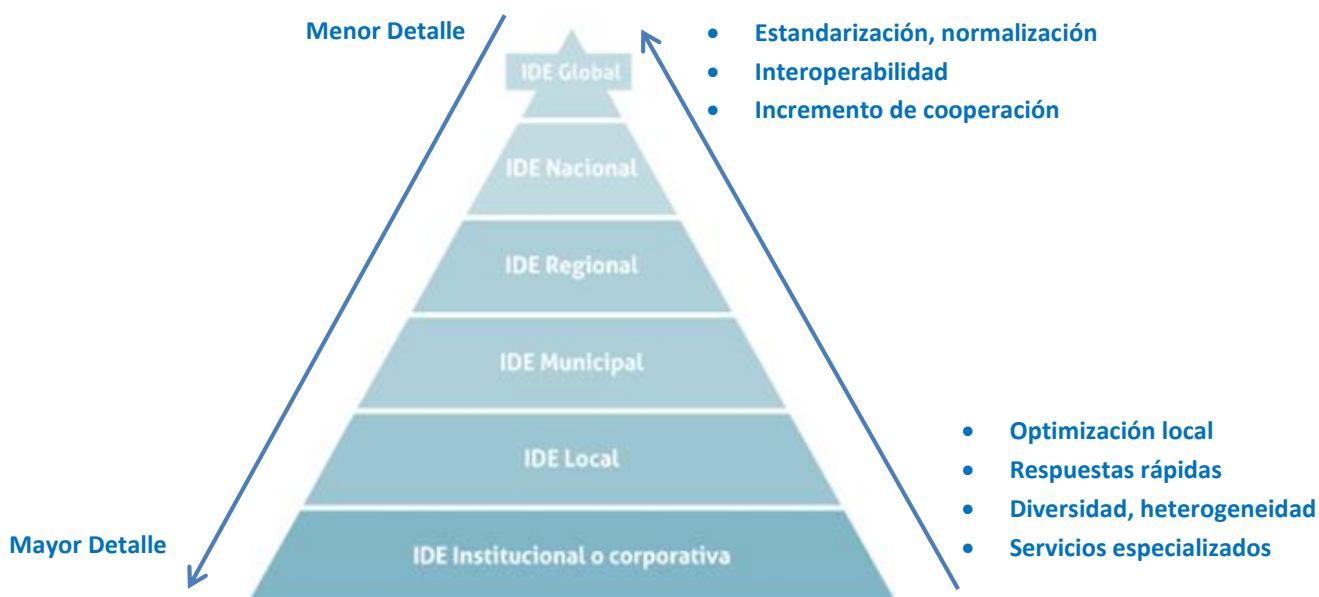 Menor Detalle
IDE Global
• Estandarización, normalización
• Interoperabilidad
• Incremento de cooperación
IDE Nacional
IDE Regional
IDE Municipal
IDE Local
IDE Institucional o corporativa
Mayor Detalle
• Optimización local
• Respuestas rápidas
• Diversidad, heterogeneidad
• Servicios especializados